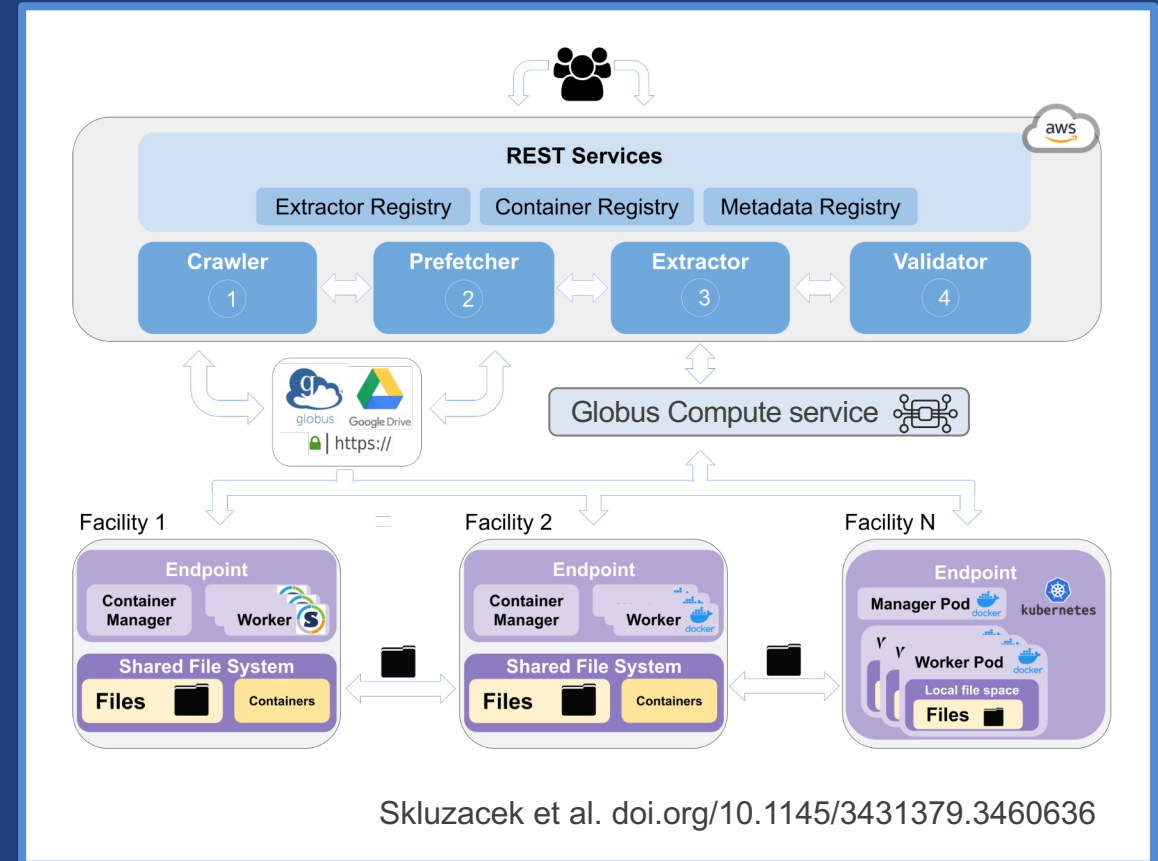 aws
REST Services
Extractor Registry Container Registry Metadata Registry
Crawler Prefetcher Extractor Validator
1 2 3 4
globus Google Drive
https://
Globus Compute service
Facility 1 Facility 2 Facility N
Endpoint Endpoint Endpoint
Container Manager Worker S
Container Manager Worker docker
Manager Pod docker kubernetes
Shared File System Shared File System
Worker Pod docker
Local file space
Files Containers Files Containers Files
Skluzacek et al. doi.org/10.1145/3431379.3460636